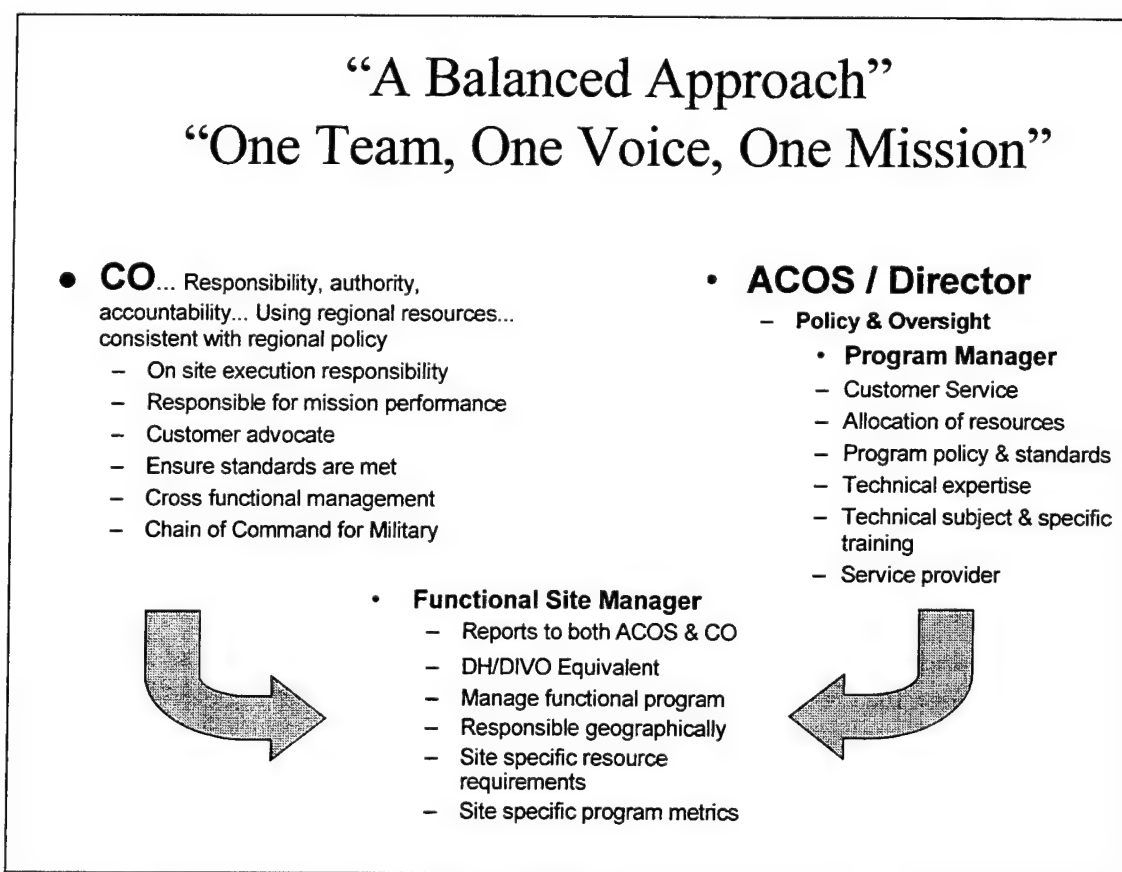 “A Balanced Approach”
“One Team, One Voice, One Mission”
● CO... Responsibility, authority,
accountability... Using regional resources...
consistent with regional policy
– On site execution responsibility
– Responsible for mission performance
– Customer advocate
– Ensure standards are met
– Cross functional management
– Chain of Command for Military
• ACOS / Director
– Policy & Oversight
• Program Manager
– Customer Service
– Allocation of resources
– Program policy & standards
– Technical expertise
– Technical subject & specific
training
– Service provider
• Functional Site Manager
– Reports to both ACOS & CO
– DH/DIVO Equivalent
– Manage functional program
– Responsible geographically
– Site specific resource
requirements
– Site specific program metrics